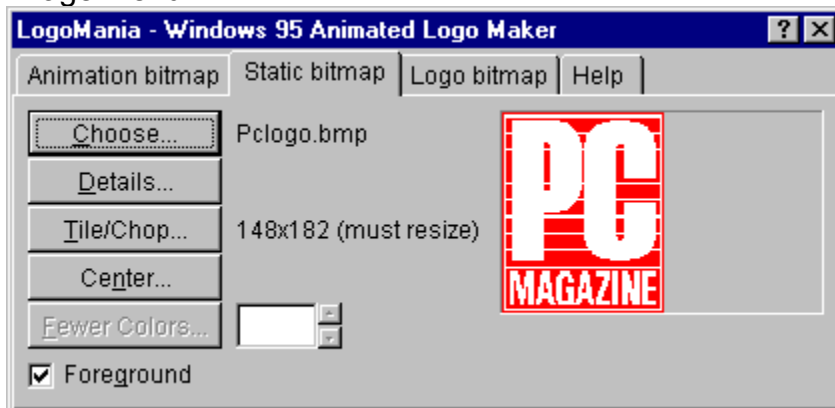 LogoMania - Windows 95 Animated Logo Maker
Animation bitmap Static bitmap Logo bitmap Help
Choose... Pclogo.bmp
Details...
Tile/Chop... 148x182 (must resize)
Center...
Fewer Colors...
Foreground
PC
MAGAZINE